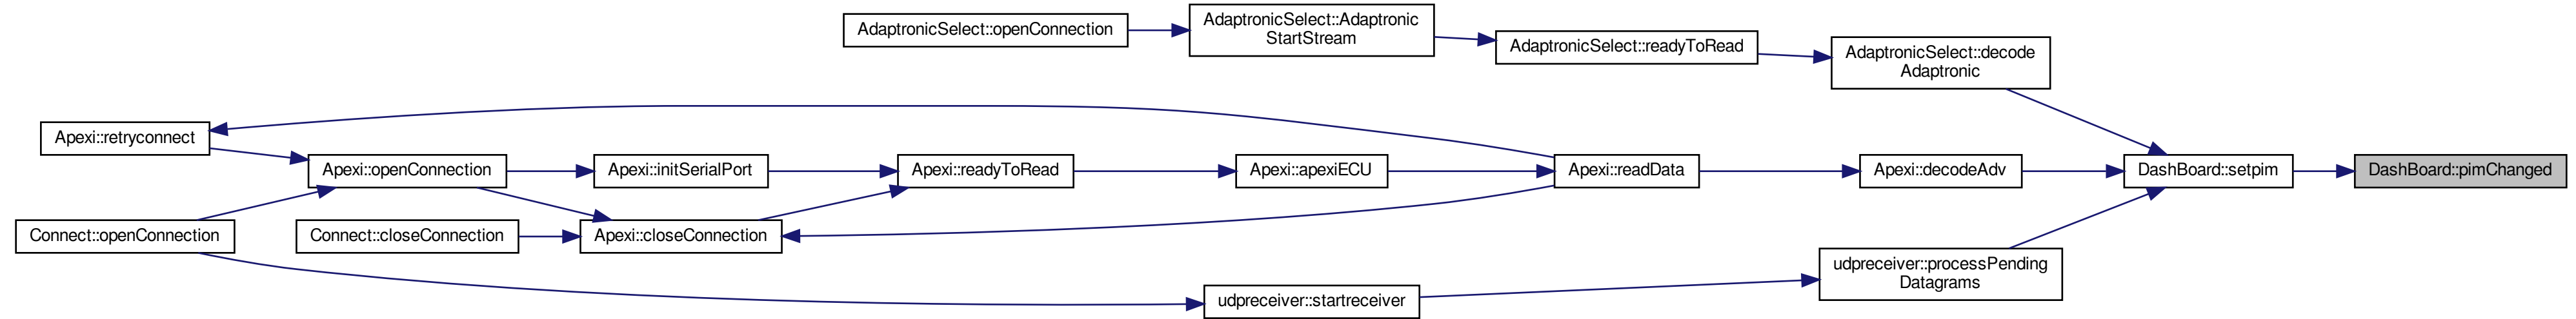 AdaptronicSelect::openConnection
AdaptronicSelect::Adaptronic
StartStream
AdaptronicSelect::readyToRead
AdaptronicSelect::decode
Adaptronic
Apexi::retryconnect
Apexi::openConnection
Apexi::initSerialPort
Apexi::readyToRead
Apexi::apexiECU
Apexi::readData
Apexi::decodeAdv
DashBoard::setpim
DashBoard::pimChanged
Connect::openConnection
Connect::closeConnection
Apexi::closeConnection
udpreceiver::processPending
Datagrams
udpreceiver::startreceiver